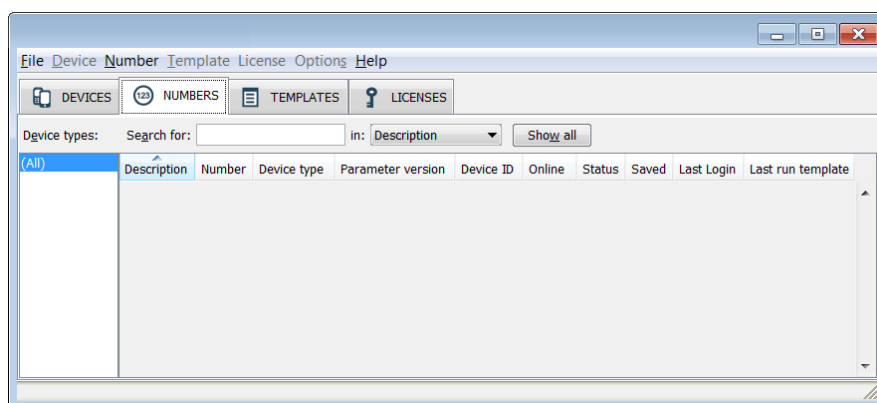 File Device Number Template License Options Help
DEVICES NUMBERS TEMPLATES LICENSES
Device types: Search for: in: Description Show all
(All) Description Number Device type Parameter version Device ID Online Status Saved Last Login Last run template